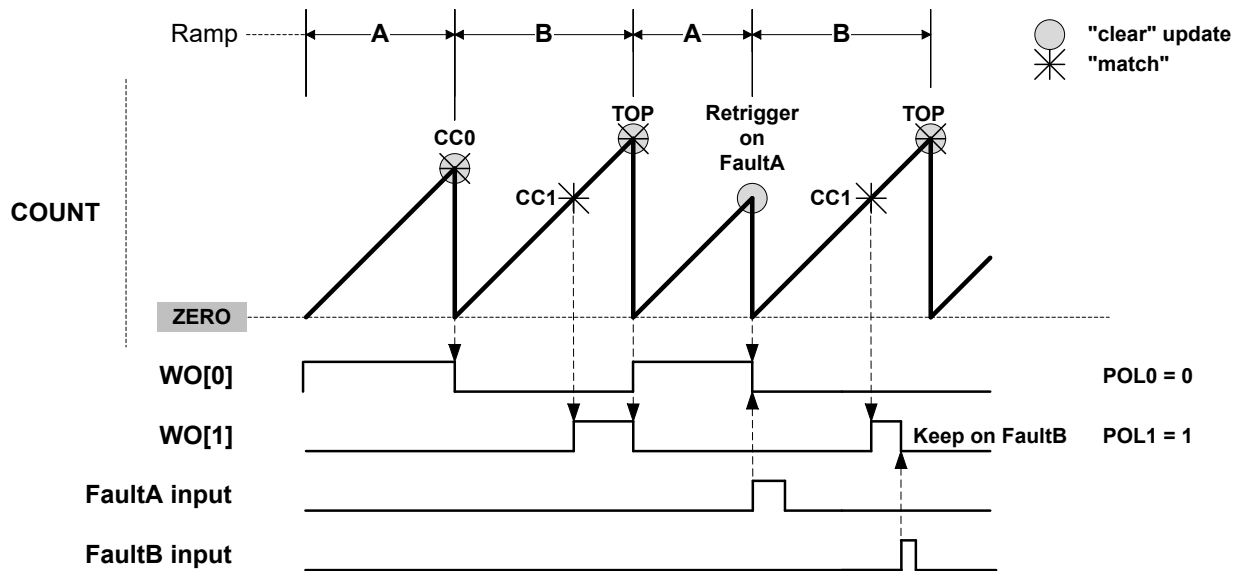 Ramp
A
B
A
B
"clear" update
"match"
CC0
TOP
Retrigger
on
FaultA
TOP
CC1
CC1
COUNT
ZERO
WO[0]
POL0 = 0
WO[1]
Keep on FaultB
POL1 = 1
FaultA input
FaultB input